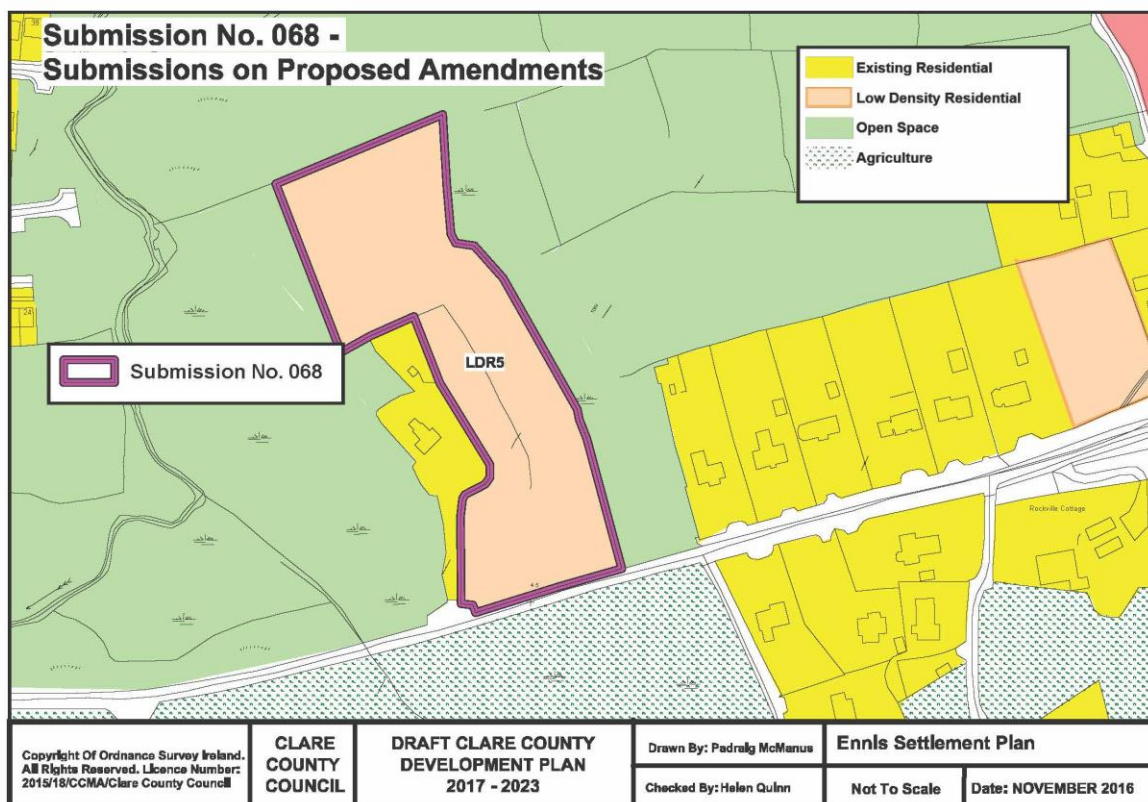 Submission No. 068 -
Submissions on Proposed Amendments
Existing Residential
Low Density Residential
Open Space
Agriculture
Submission No. 068
LDR5
Rockville Cottage
24
Copyright Of Ordnance Survey Ireland.
All Rights Reserved. Licence Number:
2015/18/CCMA/Clare County Council
CLARE
COUNTY
COUNCIL
DRAFT CLARE COUNTY
DEVELOPMENT PLAN
2017 - 2023
Drawn By: Padraig McManus
Checked By: Helen Quinn
Ennis Settlement Plan
Not To Scale
Date: NOVEMBER 2016